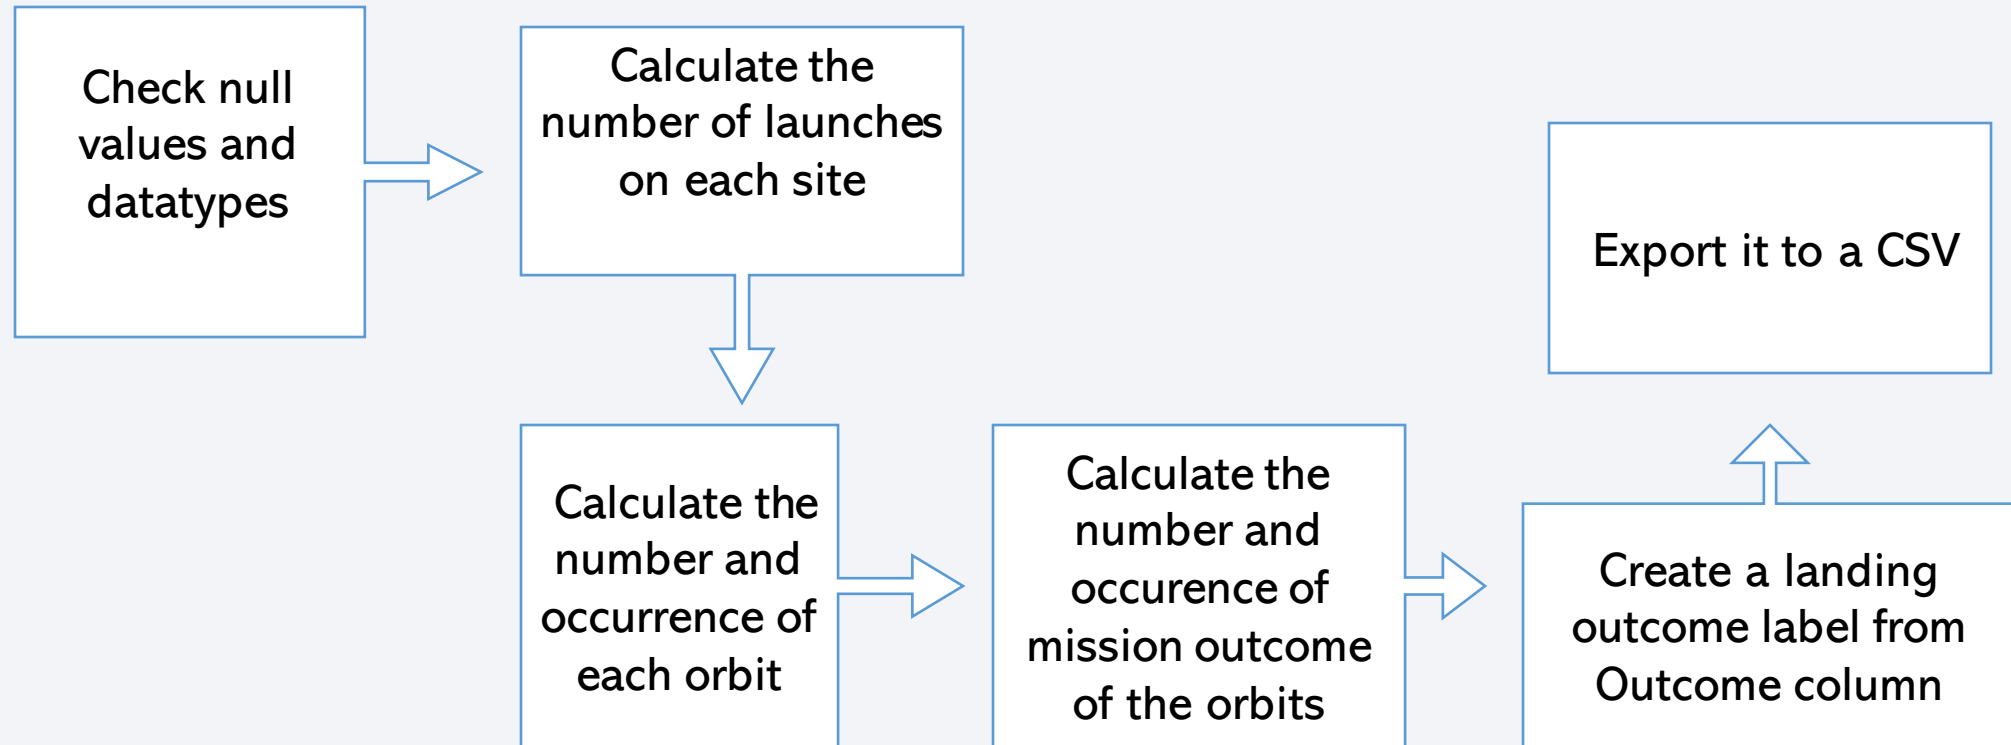 Check null
values and
datatypes
Calculate the
number of launches
on each site
Calculate the
number and
occurrence of
each orbit
Calculate the
number and
occurence of
mission outcome
of the orbits
Create a landing
outcome label from
Outcome column
Export it to a CSV